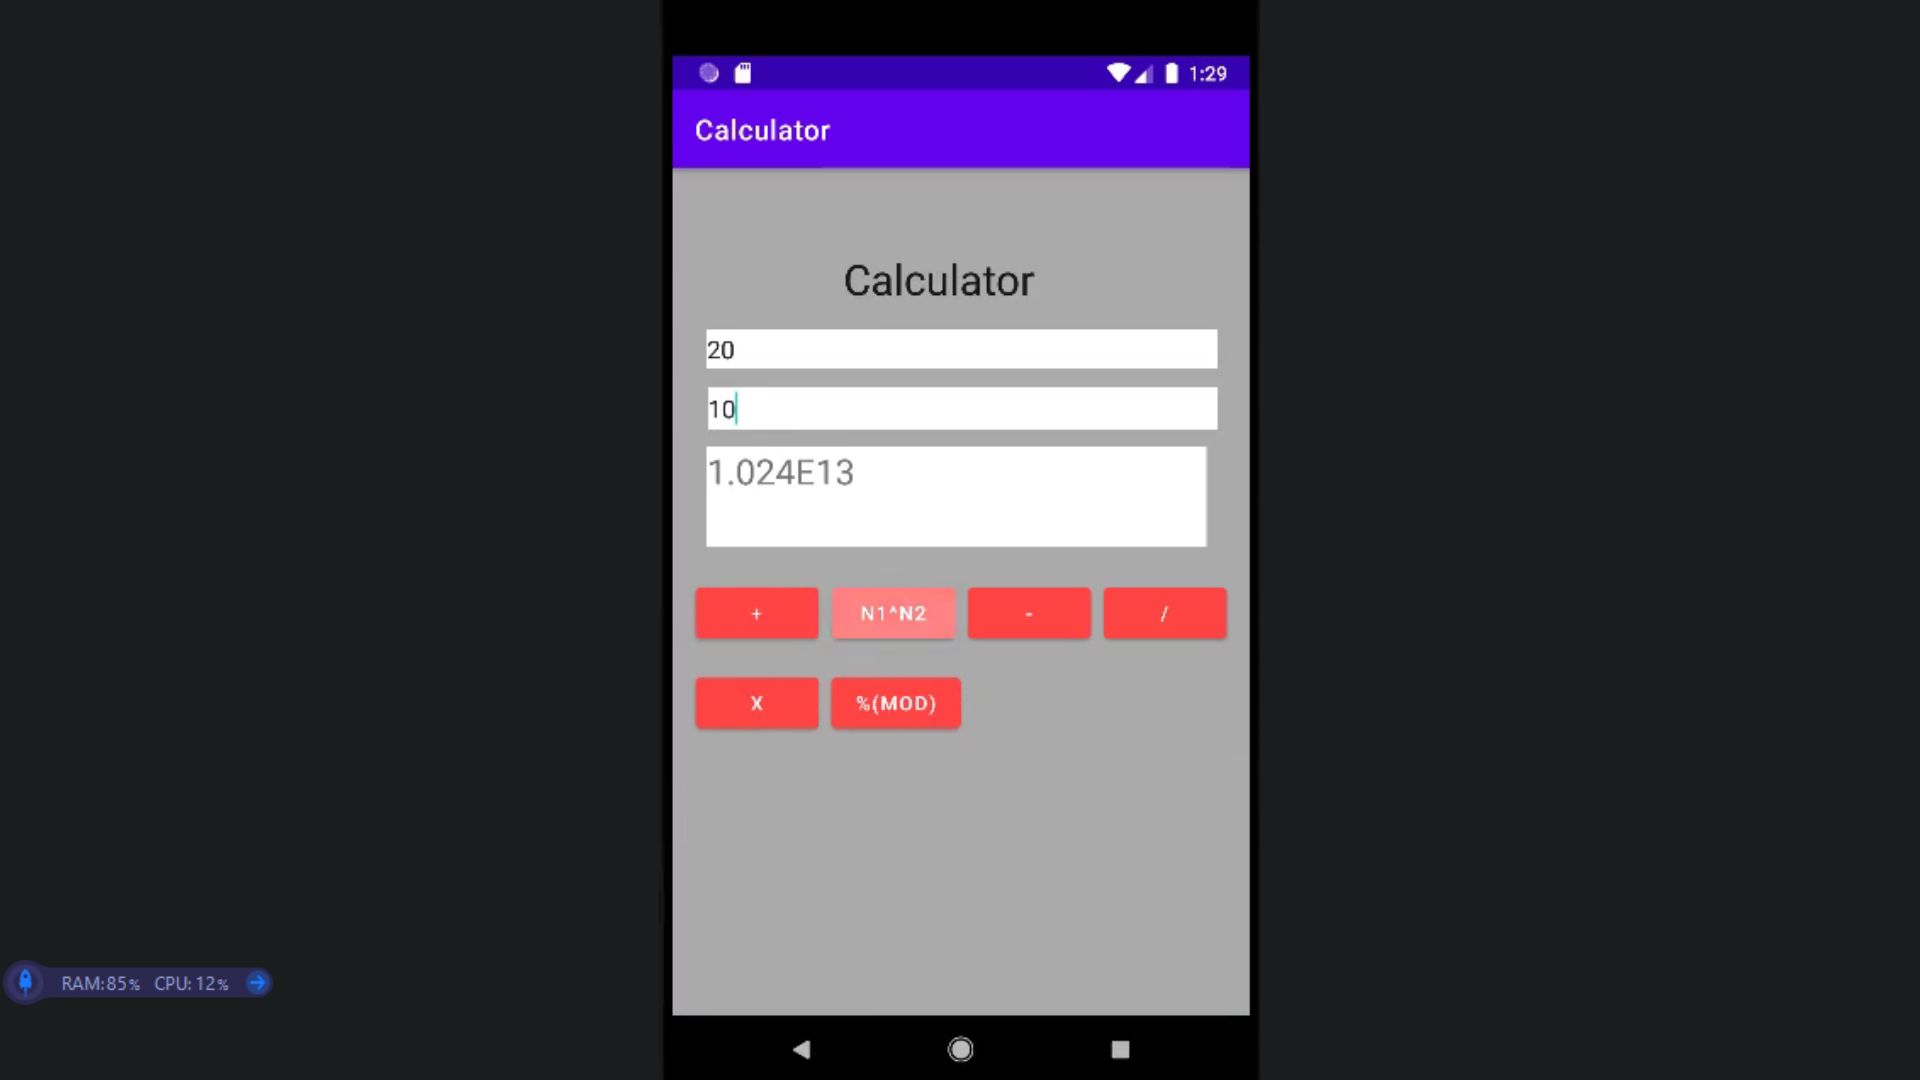 1:29
Calculator
Calculator
20
10
1.024E13
+ N1^N2 - /
X %(MOD)
RAM:85% CPU:12%